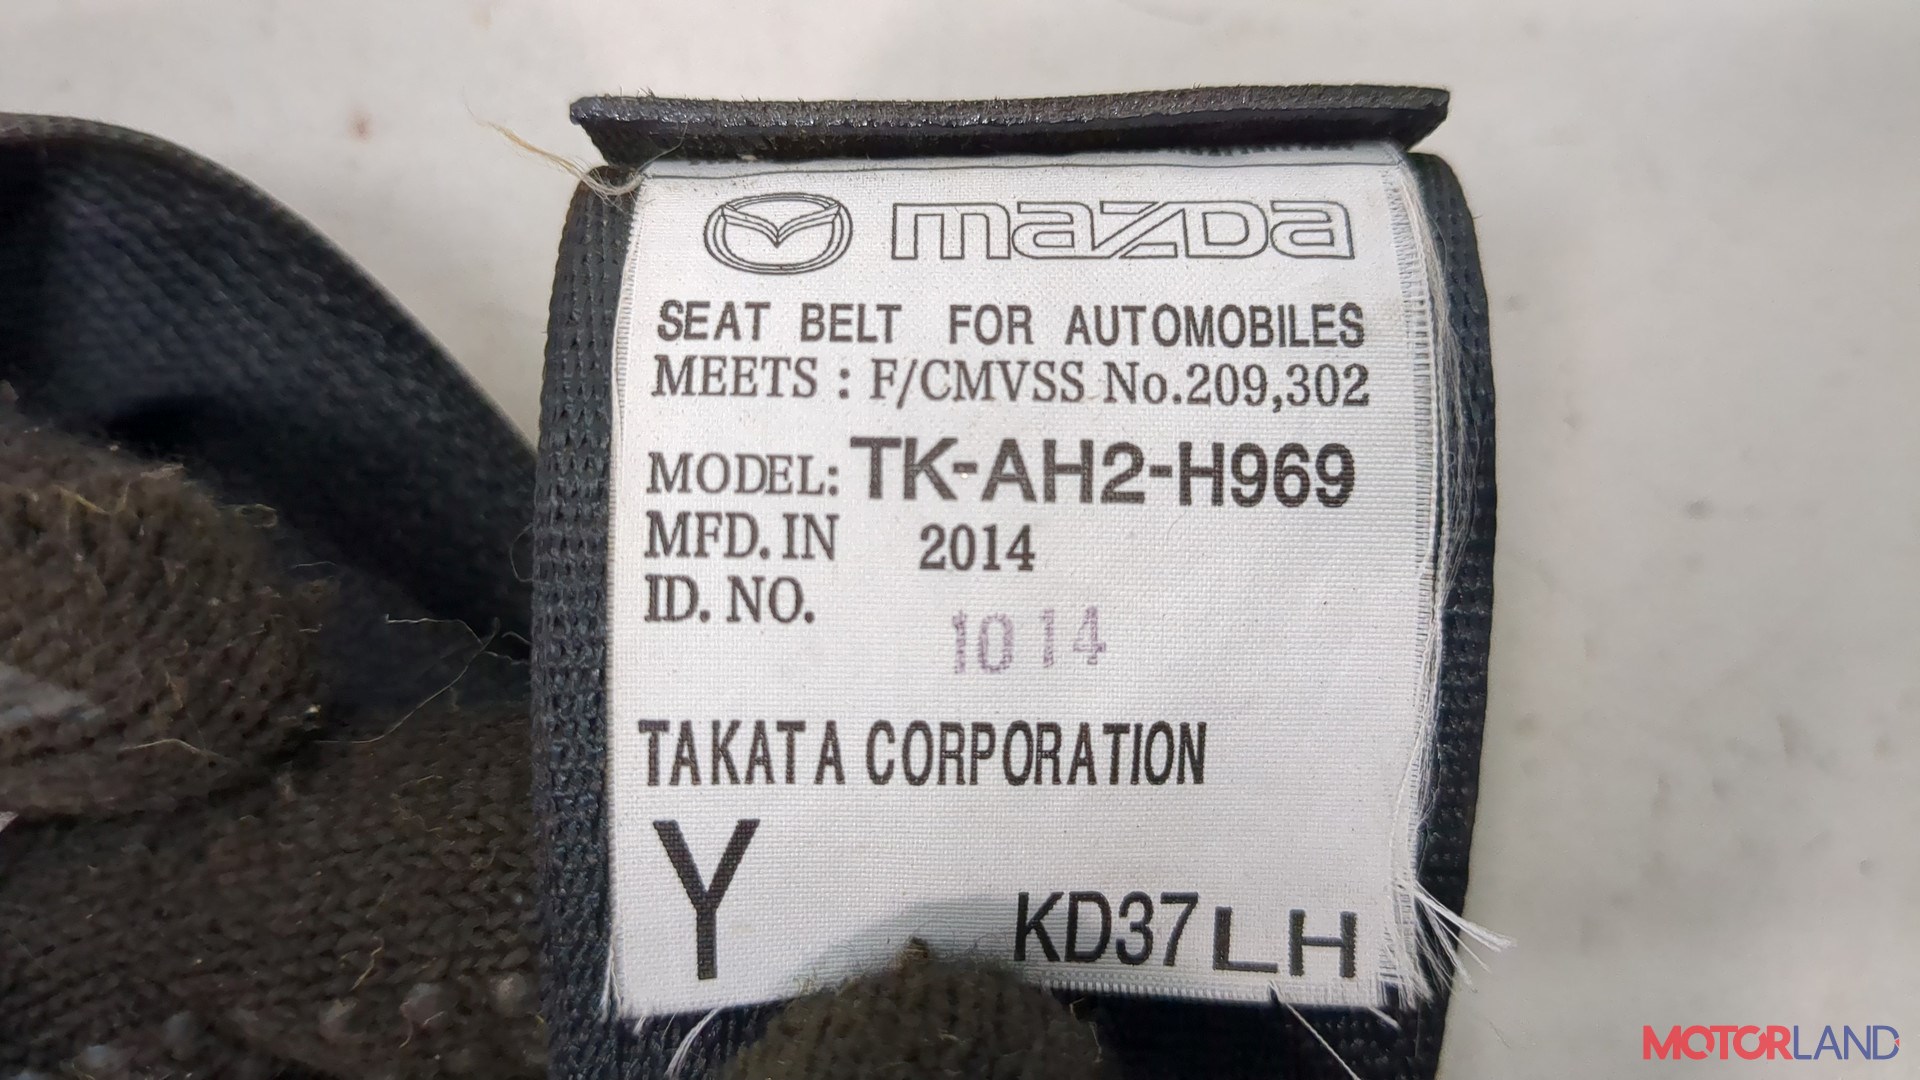 mazda
SEAT BELT FOR AUTOMOBILES
MEETS : F/CMVSS No.209,302
MODEL: TK-AH2-H969
MFD. IN 2014
ID. NO.
1014
TAKATA CORPORATION
Y KD37 LH
MOTORLAND